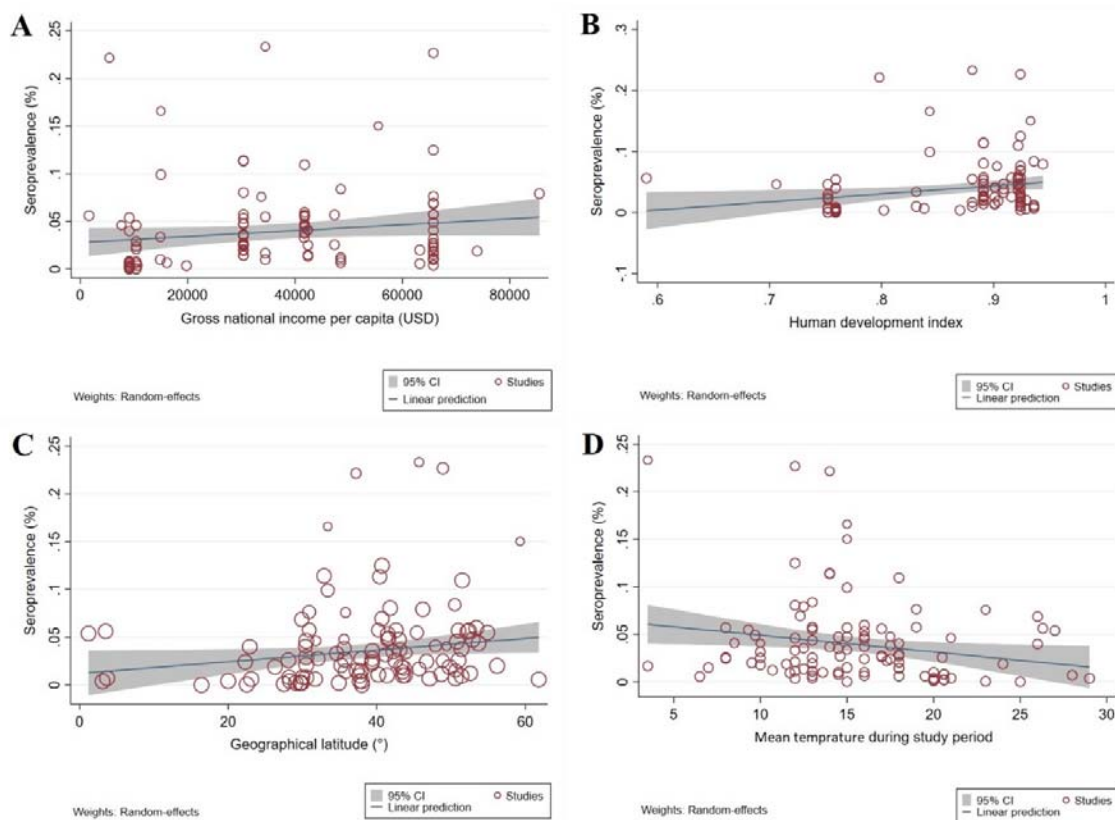 A
Seroprevalence (%)
.25
.2
.15
.1
.05
0
0 20000 40000 60000 80000
Gross national income per capita (USD)
Weights: Random-effects
95% CI Studies
Linear prediction
B
Seroprevalence (%)
.3
.2
.1
0
-.1
.6 .7 .8 .9 1
Human development index
Weights: Random-effects
95% CI Studies
Linear prediction
C
Seroprevalence (%)
.25
.2
.15
.1
.05
0
0 20 40 60
Geographical latitude (°)
Weights: Random-effects
95% CI Studies
Linear prediction
D
Seroprevalence (%)
.25
.2
.15
.1
.05
0
5 10 15 20 25 30
Mean temprature during study period
Weights: Random-effects
95% CI Studies
Linear prediction